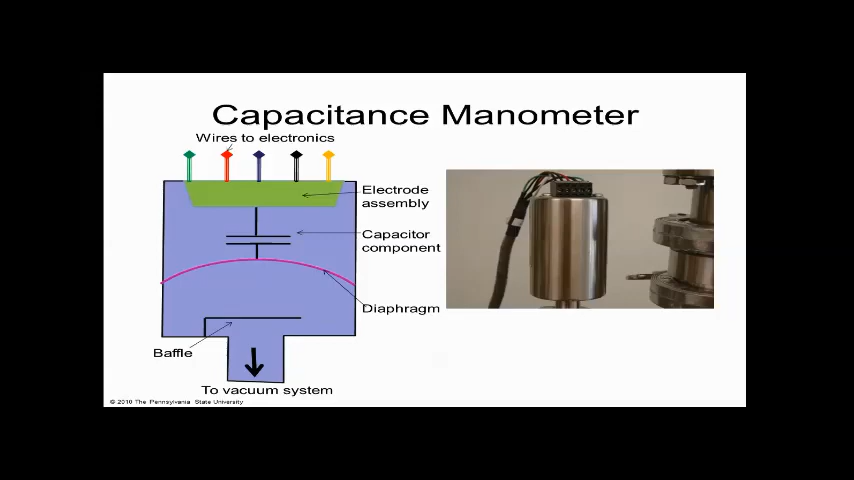 Capacitance Manometer
Wires to electronics
Electrode
assembly
Capacitor
component
Diaphragm
Baffle
To vacuum system
© 2010 The Pennsylvania State University